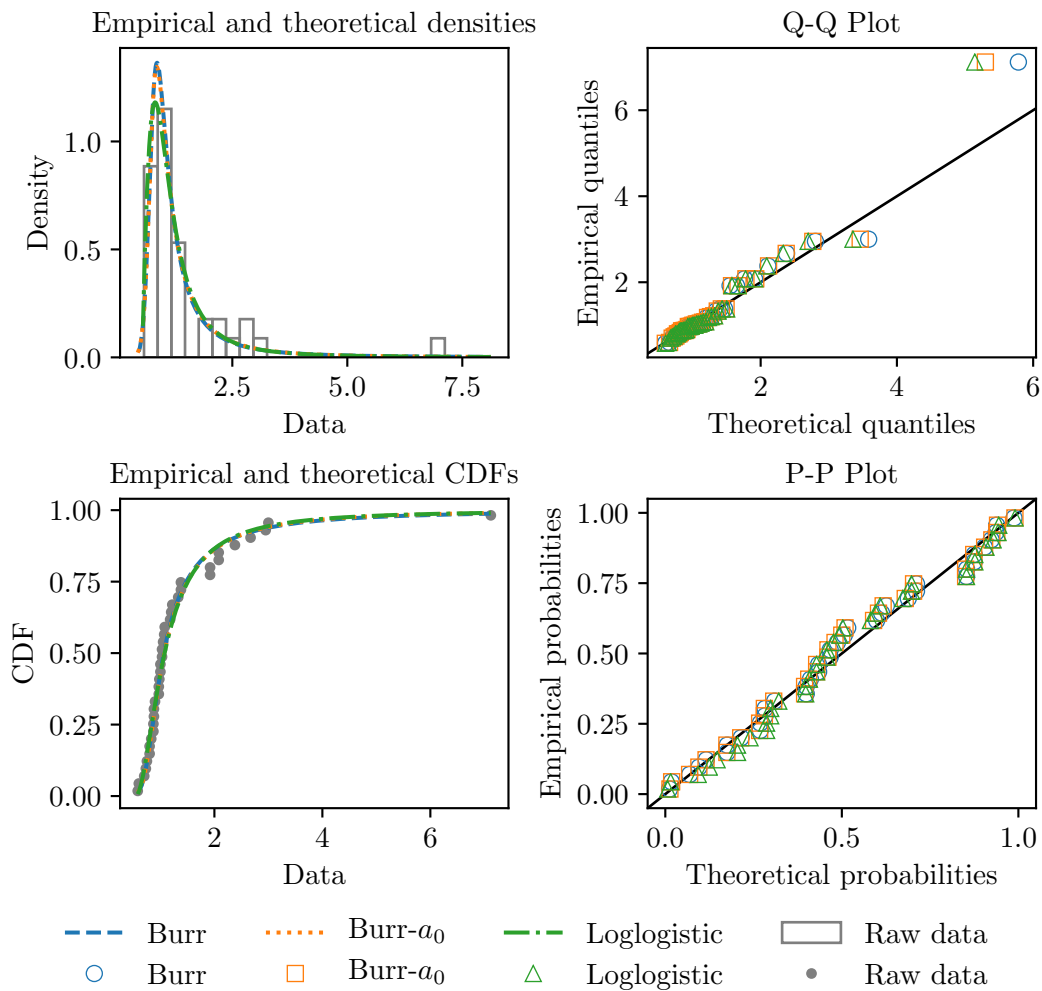 Empirical and theoretical densities
Density
1.0
0.5
0.0
2.5 5.0 7.5
Data
Q-Q Plot
Empirical quantiles
6
4
2
2 4 6
Theoretical quantiles
Empirical and theoretical CDFs
CDF
1.00
0.75
0.50
0.25
0.00
2 4 6
Data
P-P Plot
Empirical probabilities
1.00
0.75
0.50
0.25
0.00
0.0 0.5 1.0
Theoretical probabilities
Burr Burr-a₀ Loglogistic Raw data
Burr Burr-a₀ Loglogistic Raw data